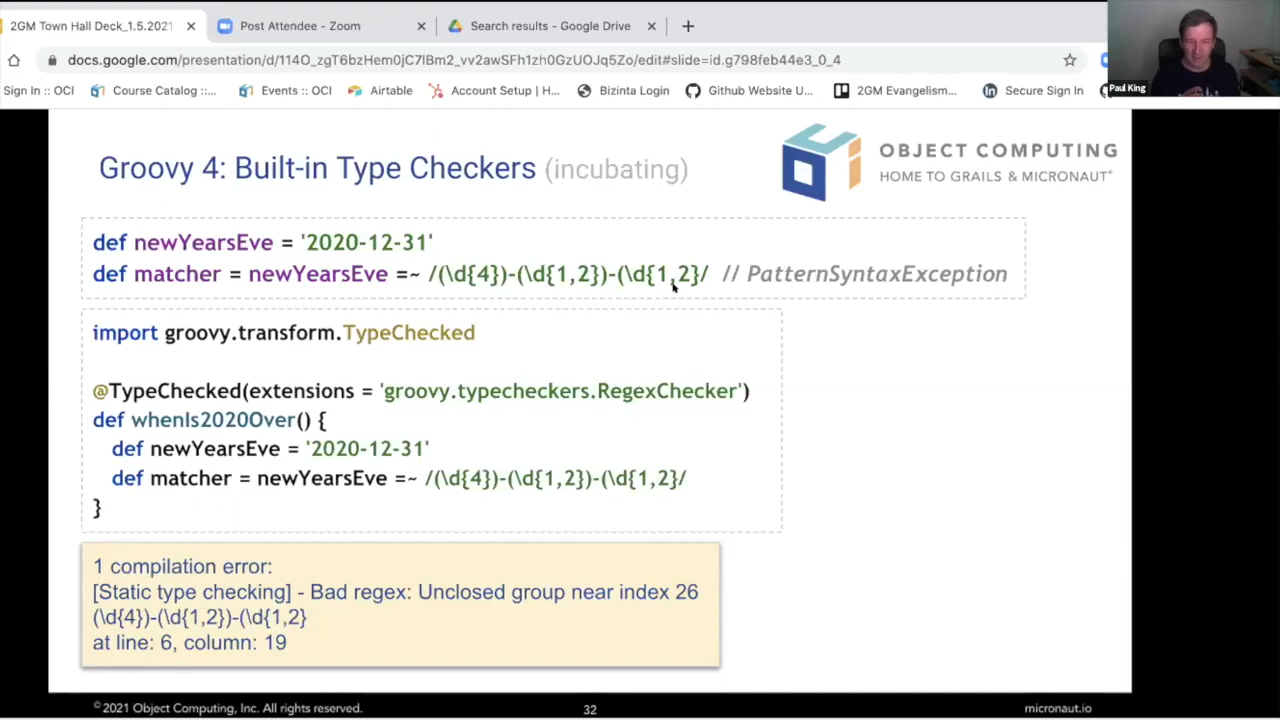 2GM Town Hall Deck_1.5.2021
Post Attendee - Zoom
Search results - Google Drive
docs.google.com/presentation/d/114O_zgT6bzHem0jC7lBm2_vv2awSFh1zh0GzUOJq5Zo/edit#slide=id.g798feb44e3_0_4
Sign In :: OCI
Course Catalog ::...
Events :: OCI
Airtable
Account Setup | H...
Bizinta Login
Github Website U...
2GM Evangelism...
Secure Sign In
Paul King
Groovy 4: Built-in Type Checkers (incubating)
OBJECT COMPUTING
HOME TO GRAILS & MICRONAUT®
def newYearsEve = '2020-12-31'
def matcher = newYearsEve =~ /(\d{4})-(\d{1,2})-(\d{1,2}/ // PatternSyntaxException
import groovy.transform.TypeChecked
@TypeChecked(extensions = 'groovy.typecheckers.RegexChecker')
def whenIs2020Over() {
def newYearsEve = '2020-12-31'
def matcher = newYearsEve =~ /(\d{4})-(\d{1,2})-(\d{1,2}/
}
1 compilation error:
[Static type checking] - Bad regex: Unclosed group near index 26
(\d{4})-(\d{1,2})-(\d{1,2}
at line: 6, column: 19
© 2021 Object Computing, Inc. All rights reserved.
32
micronaut.io